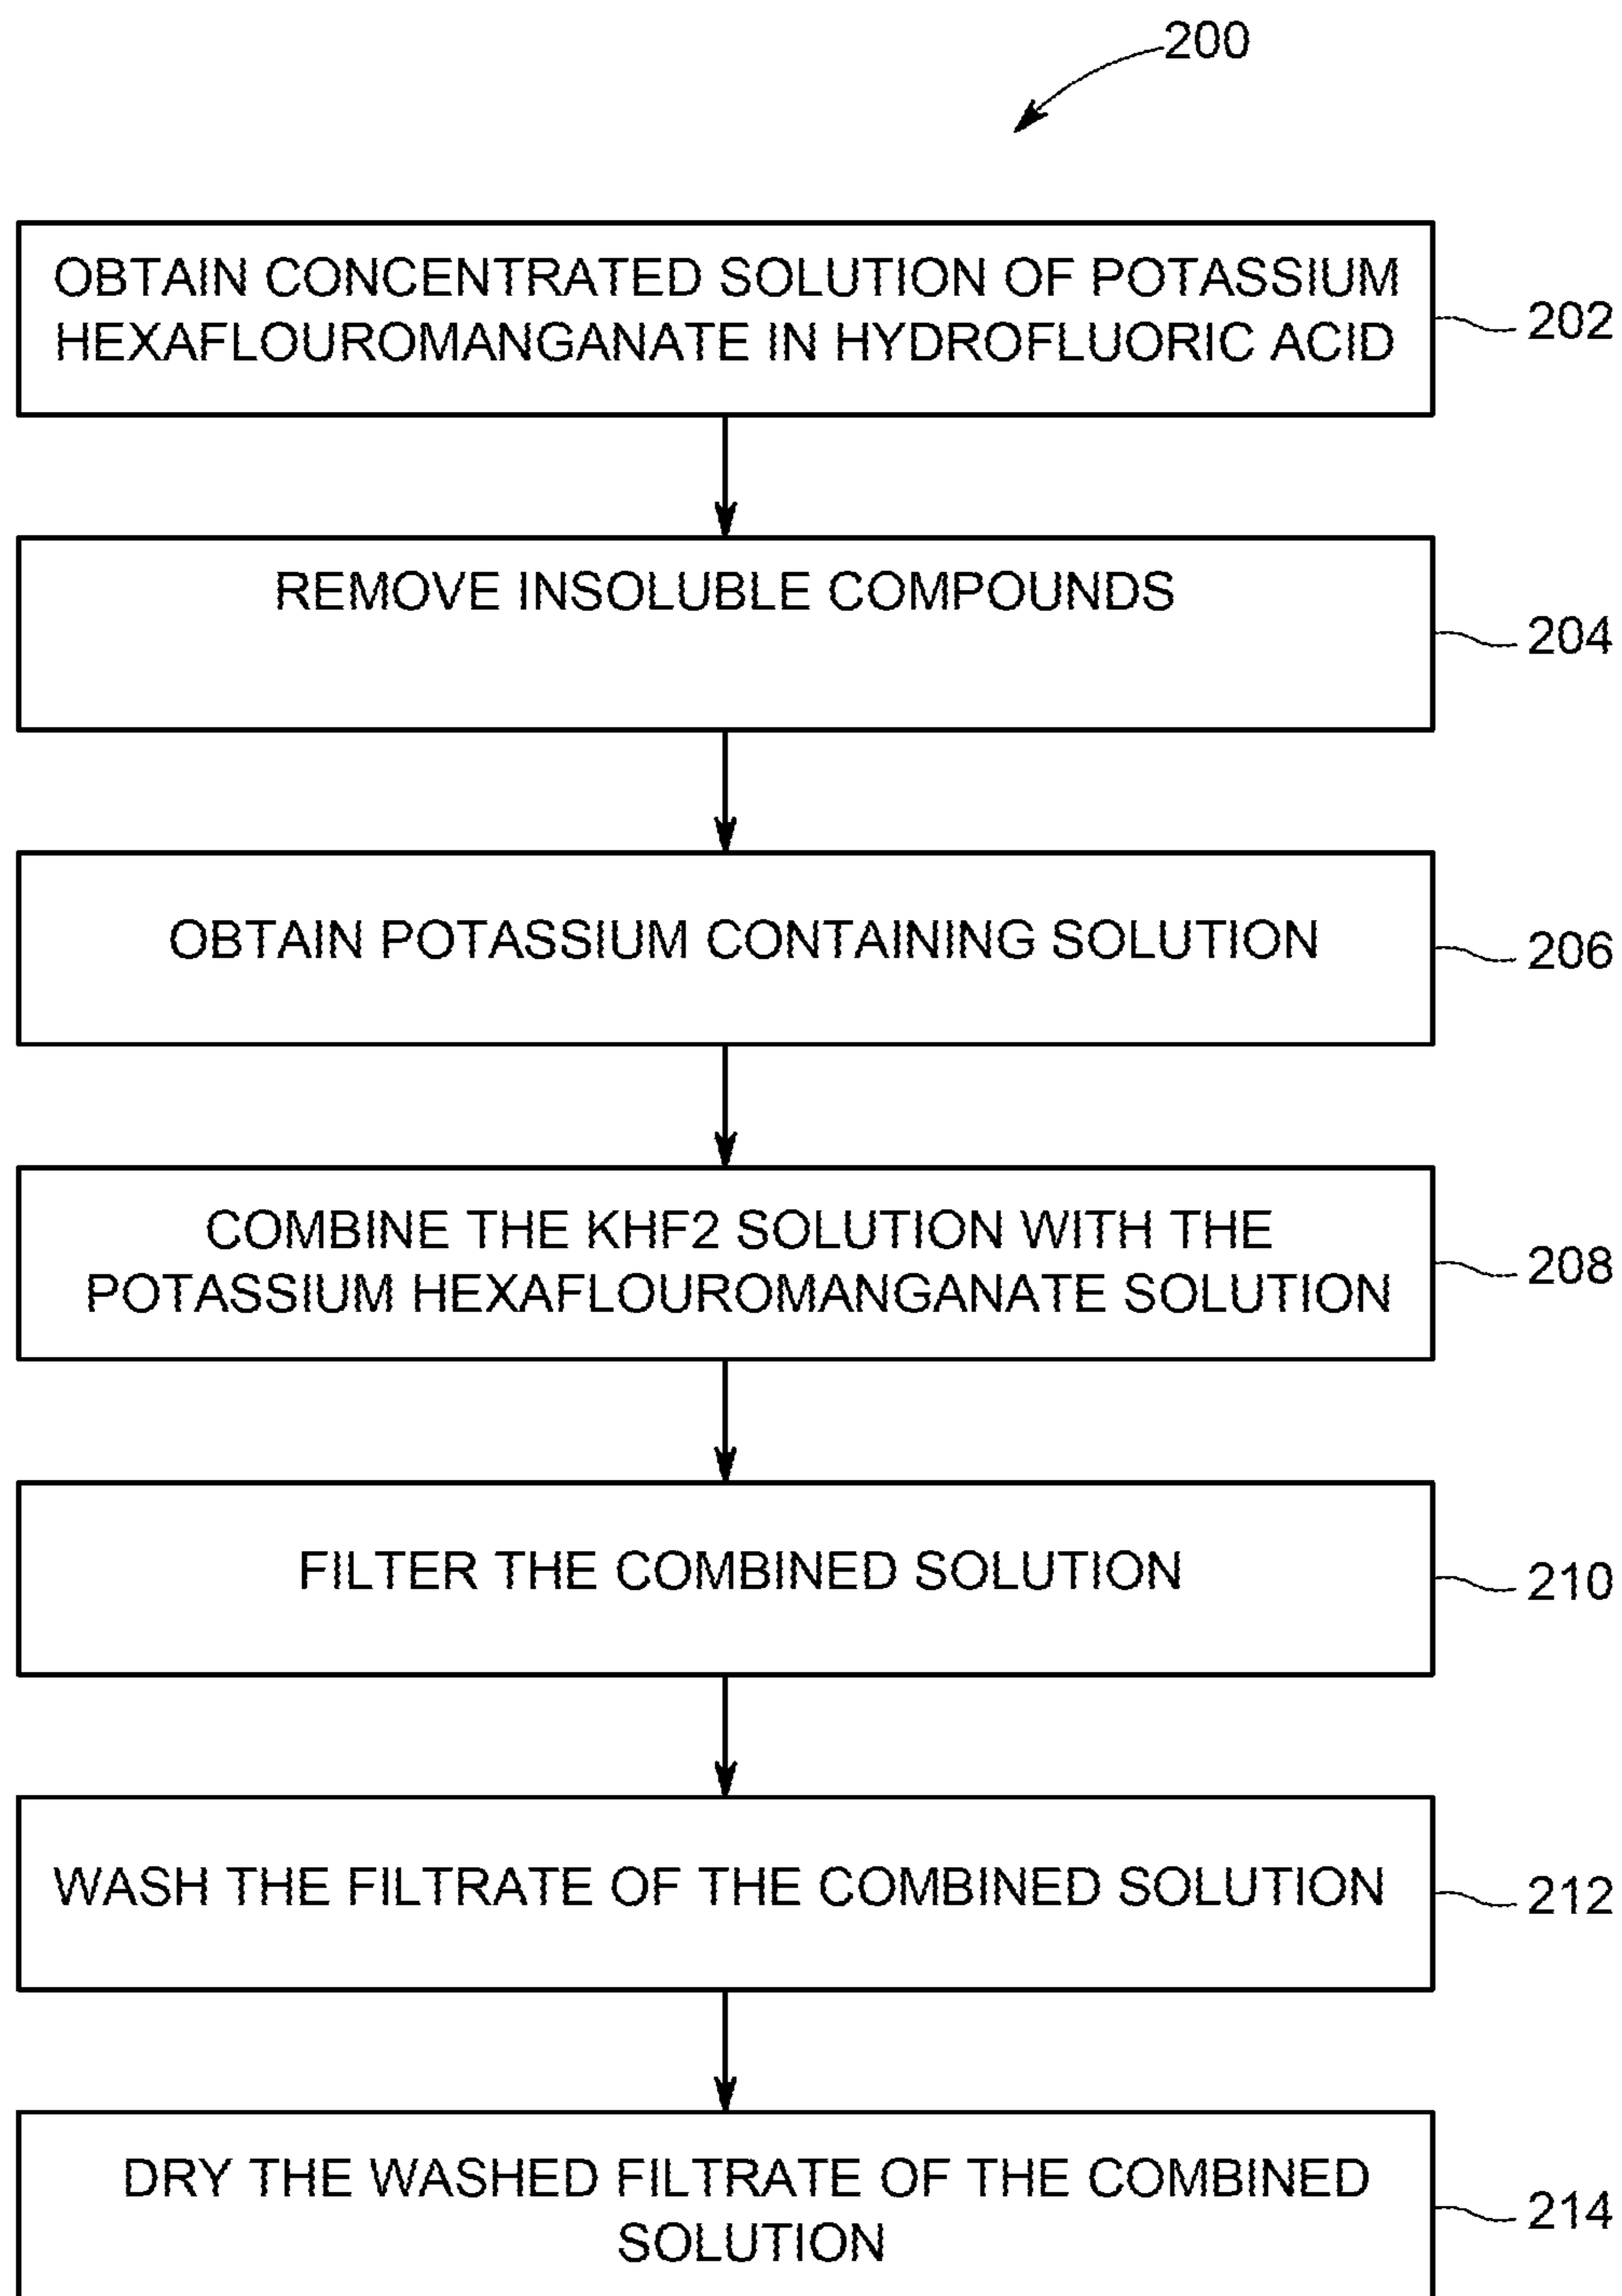 200
OBTAIN CONCENTRATED SOLUTION OF POTASSIUM
HEXAFLOUROMANGANATE IN HYDROFLUORIC ACID
202
REMOVE INSOLUBLE COMPOUNDS
204
OBTAIN POTASSIUM CONTAINING SOLUTION
206
COMBINE THE KHF2 SOLUTION WITH THE
POTASSIUM HEXAFLOUROMANGANATE SOLUTION
208
FILTER THE COMBINED SOLUTION
210
WASH THE FILTRATE OF THE COMBINED SOLUTION
212
DRY THE WASHED FILTRATE OF THE COMBINED
SOLUTION
214